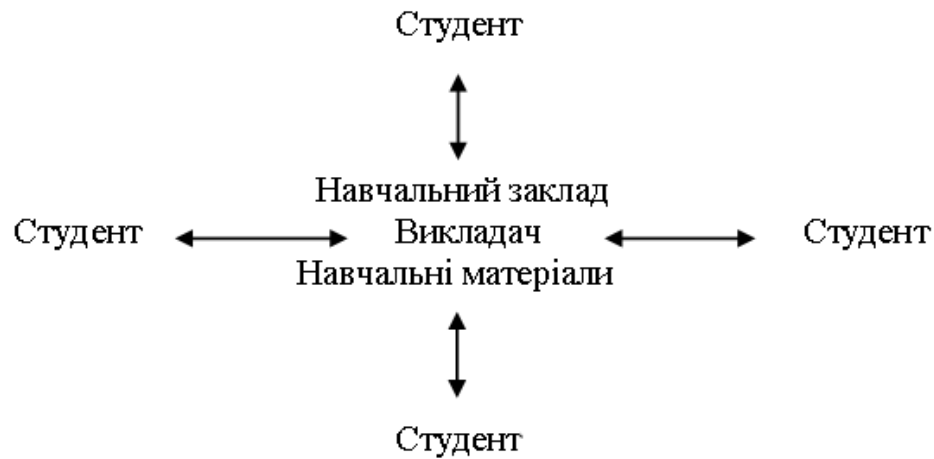 Студент
Навчальний заклад
Студент Викладач Студент
Навчальні матеріали
Студент